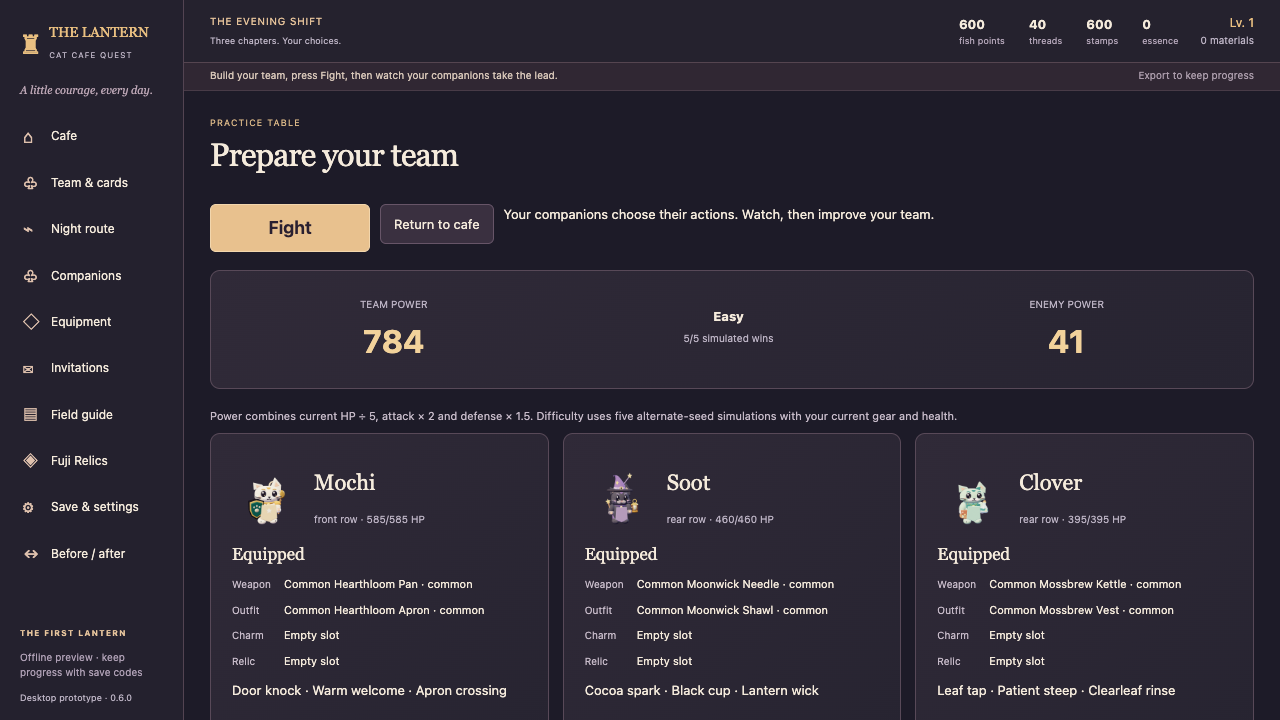 THE LANTERN
CAT CAFE QUEST
A little courage, every day.
Cafe
Team & cards
Night route
Companions
Equipment
Invitations
Field guide
Fuji Relics
Save & settings
Before / after
THE FIRST LANTERN
Offline preview · keep
progress with save codes
Desktop prototype · 0.6.0
THE EVENING SHIFT
Three chapters. Your choices.
600 fish points
40 threads
600 stamps
0 essence
Lv. 1
0 materials
Build your team, press Fight, then watch your companions take the lead.
Export to keep progress
PRACTICE TABLE
Prepare your team
Fight
Return to cafe
Your companions choose their actions. Watch, then improve your team.
TEAM POWER
784
Easy
5/5 simulated wins
ENEMY POWER
41
Power combines current HP ÷ 5, attack × 2 and defense × 1.5. Difficulty uses five alternate-seed simulations with your current gear and health.
Mochi
front row · 585/585 HP
Equipped
Weapon Common Hearthloom Pan · common
Outfit Common Hearthloom Apron · common
Charm Empty slot
Relic Empty slot
Door knock · Warm welcome · Apron crossing
Soot
rear row · 460/460 HP
Equipped
Weapon Common Moonwick Needle · common
Outfit Common Moonwick Shawl · common
Charm Empty slot
Relic Empty slot
Cocoa spark · Black cup · Lantern wick
Clover
rear row · 395/395 HP
Equipped
Weapon Common Mossbrew Kettle · common
Outfit Common Mossbrew Vest · common
Charm Empty slot
Relic Empty slot
Leaf tap · Patient steep · Clearleaf rinse